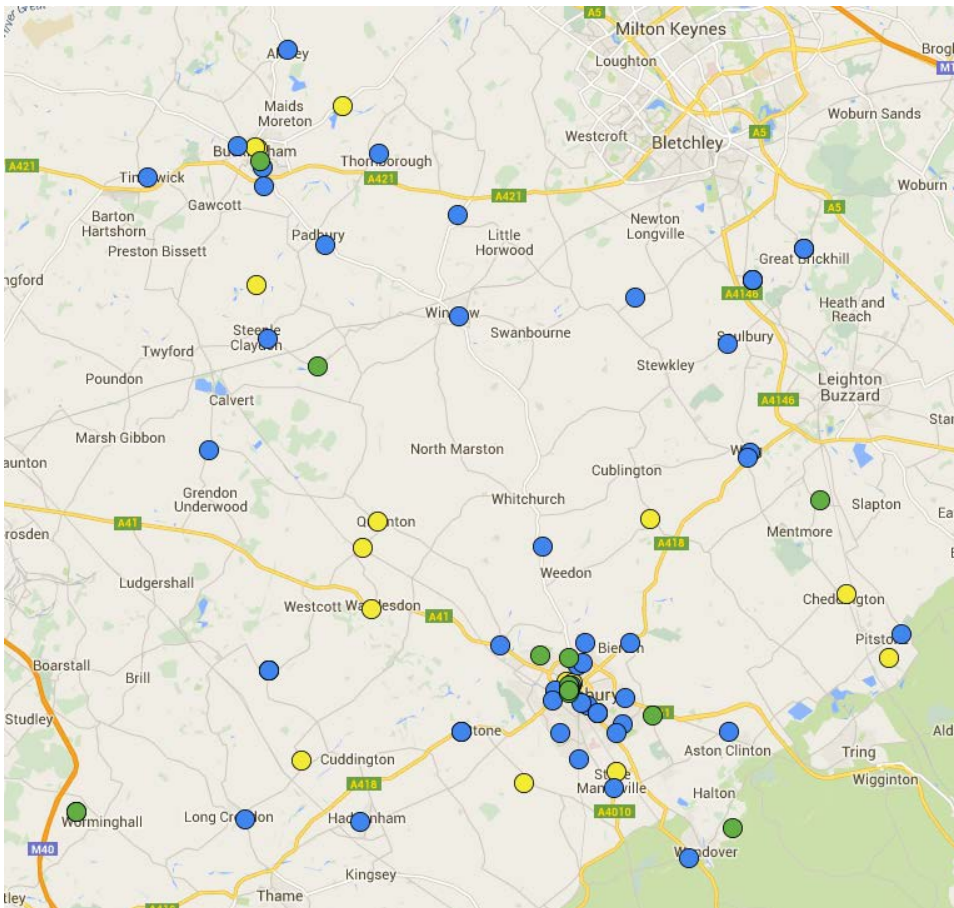 A5
Milton Keynes
Loughton
Akeley
Maids
Moreton
Woburn Sands
Westcroft
Bletchley
A5
Buckingham
Thornborough
A421
A421
Tingewick
A421
Woburn
Gawcott
A5
Barton
Hartshorn
Padbury
Little
Horwood
Newton
Longville
Preston Bissett
Great Brickhill
A4146
Heath and
Reach
Winslow
Swanbourne
Steeple
Claydon
Soulbury
Twyford
Stewkley
Poundon
Leighton
Buzzard
Calvert
A4146
Marsh Gibbon
North Marston
Wing
Cublington
Grendon
Underwood
Whitchurch
Slapton
A41
Quainton
Mentmore
A418
Weedon
Ludgershall
Westcott
Waddesdon
Cheddington
A41
Pitstone
Bierton
Boarstall
Brill
Studley
Stone
Aston Clinton
Tring
Cuddington
Wigginton
Stoke
Mandeville
A418
Halton
A4010
Worminghall
Long Crendon
Haddenham
M40
Wendover
Kingsey
Thame